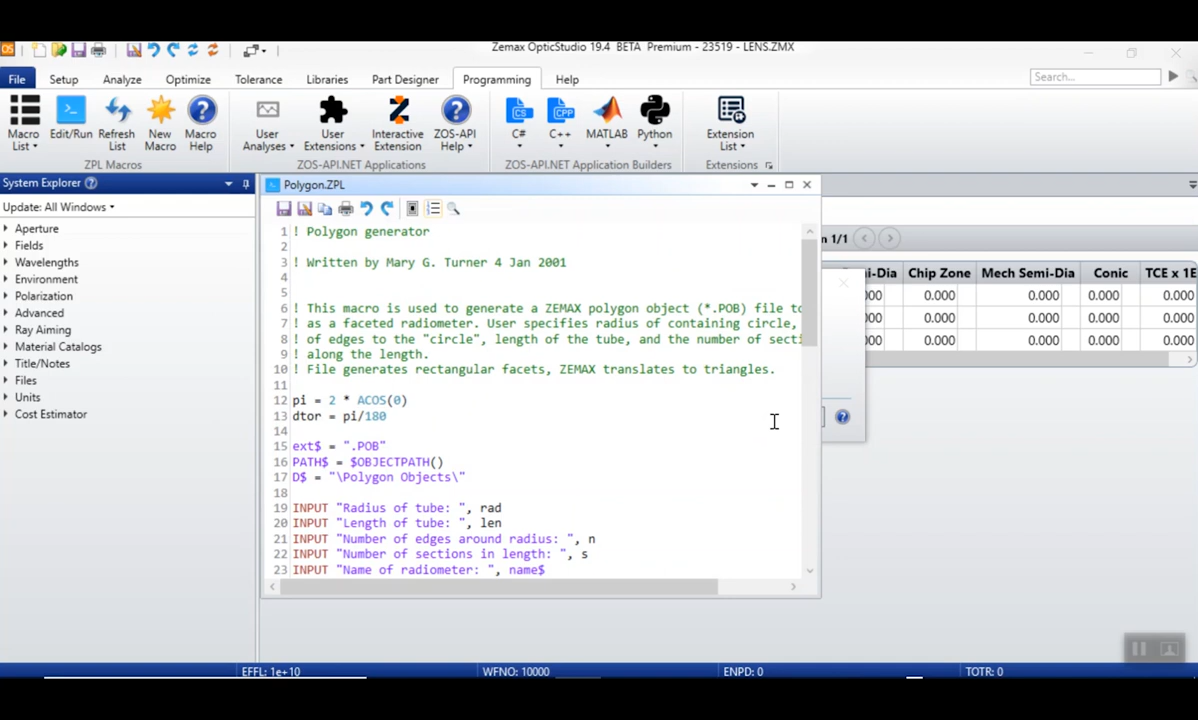 OS
Zemax OpticStudio 19.4 BETA Premium - 23519 - LENS.ZMX
File Setup Analyze Optimize Tolerance Libraries Part Designer Programming Help Search...
Macro List Edit/Run Refresh List New Macro Macro Help User Analyses User Extensions Interactive Extension ZOS-API Help C# C++ MATLAB Python Extension List
ZPL Macros ZOS-API.NET Applications ZOS-API.NET Application Builders Extensions
System Explorer
Update: All Windows
Aperture
Fields
Wavelengths
Environment
Polarization
Advanced
Ray Aiming
Material Catalogs
Title/Notes
Files
Units
Cost Estimator
Polygon.ZPL
1 ! Polygon generator
2
3 ! Written by Mary G. Turner 4 Jan 2001
4
5
6 ! This macro is used to generate a ZEMAX polygon object (*.POB) file to
7 ! as a faceted radiometer. User specifies radius of containing circle,
8 ! of edges to the "circle", length of the tube, and the number of secti
9 ! along the length.
10 ! File generates rectangular facets, ZEMAX translates to triangles.
11
12 pi = 2 * ACOS(0)
13 dtor = pi/180
14
15 ext$ = ".POB"
16 PATH$ = $OBJECTPATH()
17 D$ = "\Polygon Objects\"
18
19 INPUT "Radius of tube: ", rad
20 INPUT "Length of tube: ", len
21 INPUT "Number of edges around radius: ", n
22 INPUT "Number of sections in length: ", s
23 INPUT "Name of radiometer: ", name$
n 1/1
i-Dia Chip Zone Mech Semi-Dia Conic TCE x 1E
00 0.000 0.000 0.000 0.000
00 0.000 0.000 0.000 0.000
00 0.000 0.000 0.000 0.000
EFFL: 1e+10 WFNO: 10000 ENPD: 0 TOTR: 0